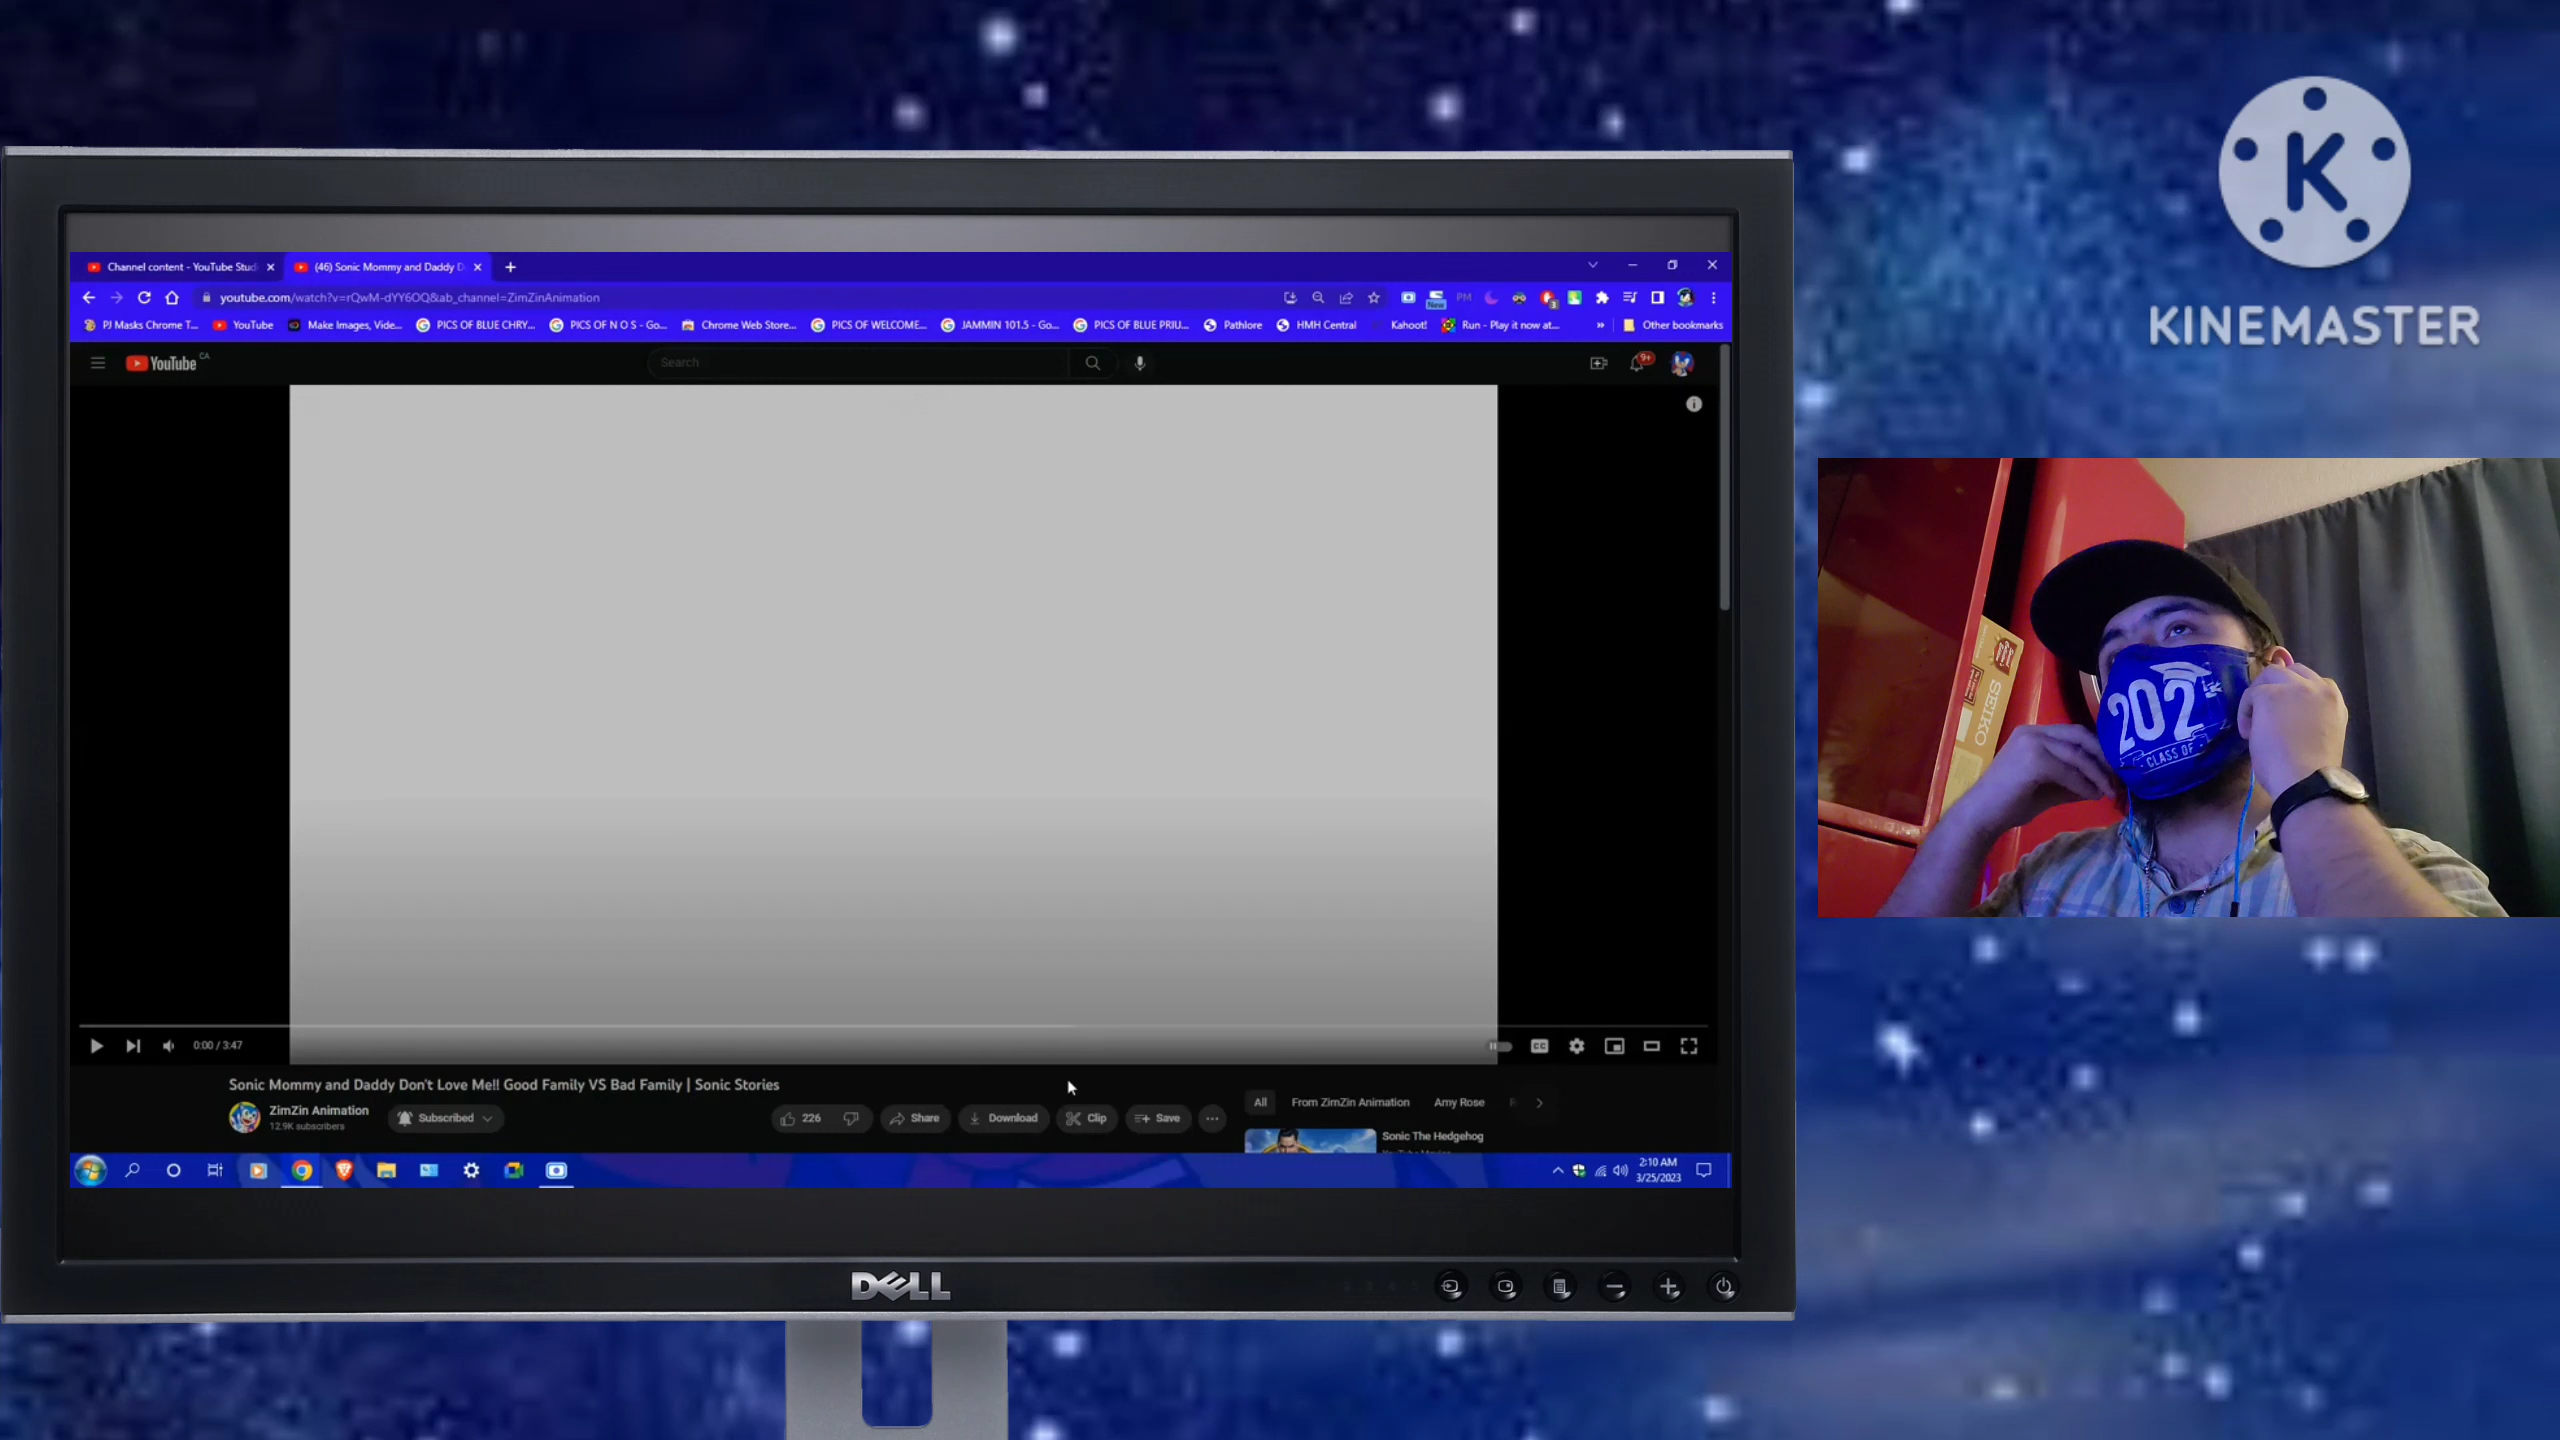 KINEMASTER
Channel content - YouTube Stud
(46) Sonic Mommy and Daddy D
youtube.com/watch?v=rQwM-dYY6OQ&ab_channel=ZimZinAnimation
PJ Masks Chrome T...
YouTube
Make Images, Vide...
PICS OF BLUE CHRY...
PICS OF N O S - Go...
Chrome Web Store...
PICS OF WELCOME...
JAMMIN 101.5 - Go...
PICS OF BLUE PRIU...
Pathlore
HMH Central
Kahoot!
Run - Play it now at...
Other bookmarks
YouTube CA
Search
9+
0:00 / 3:47
Sonic Mommy and Daddy Don't Love Me!! Good Family VS Bad Family | Sonic Stories
ZimZin Animation
12.9K subscribers
Subscribed
226
Share
Download
Clip
Save
All
From ZimZin Animation
Amy Rose
Sonic The Hedgehog
2:10 AM
3/25/2023
DELL
SEIKO
202
CLASS OF